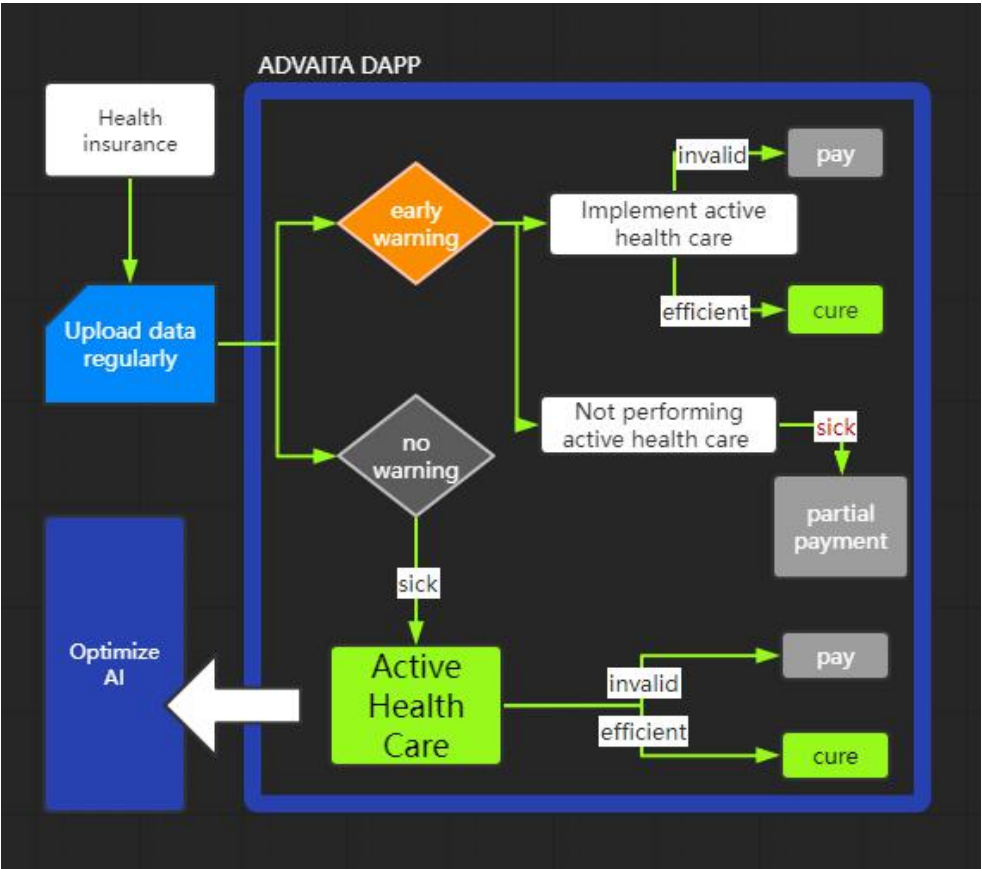 ADVAITA DAPP
Health
insurance
Upload data
regularly
early
warning
no
warning
Implement active
health care
invalid
pay
efficient
cure
Not performing
active health care
sick
partial
payment
sick
Active
Health
Care
invalid
pay
efficient
cure
Optimize
AI